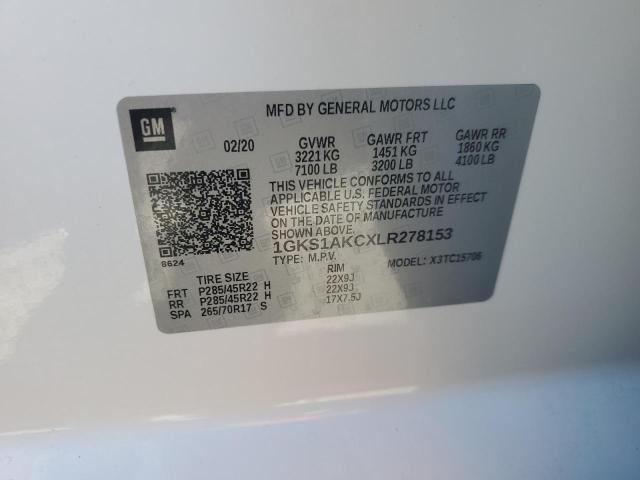 GM
MFD BY GENERAL MOTORS LLC
02/20 GVWR GAWR FRT GAWR RR
3221 KG 1451 KG 1860 KG
7100 LB 3200 LB 4100 LB
THIS VEHICLE CONFORMS TO ALL
APPLICABLE U.S. FEDERAL MOTOR
VEHICLE SAFETY STANDARDS IN EFFECT
ON THE DATE OF MANUFACTURE
SHOWN ABOVE.
1GKS1AKCXLR278153
8624 TYPE: M.P.V. MODEL: X3TC15706
TIRE SIZE RIM
FRT P285/45R22 H 22X9J
RR P285/45R22 H 22X9J
SPA 265/70R17 S 17X7.5J